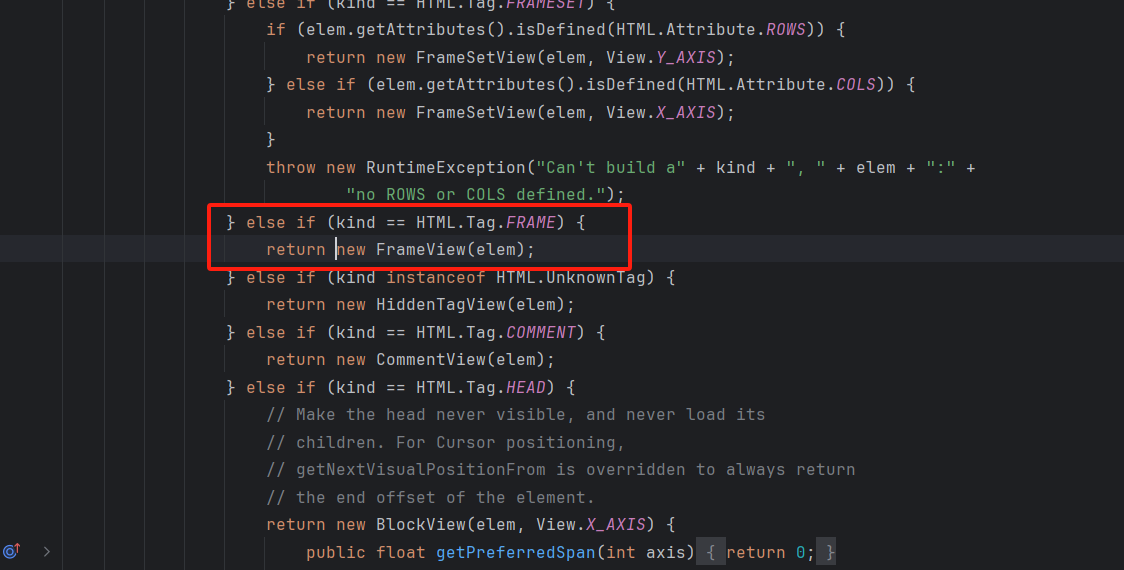 } else if (kind == HTML.Tag.FRAMESET) {
if (elem.getAttributes().isDefined(HTML.Attribute.ROWS)) {
return new FrameSetView(elem, View.Y_AXIS);
} else if (elem.getAttributes().isDefined(HTML.Attribute.COLS)) {
return new FrameSetView(elem, View.X_AXIS);
}
throw new RuntimeException("Can't build a" + kind + ", " + elem + ":" +
"no ROWS or COLS defined.");
} else if (kind == HTML.Tag.FRAME) {
return new FrameView(elem);
} else if (kind instanceof HTML.UnknownTag) {
return new HiddenTagView(elem);
} else if (kind == HTML.Tag.COMMENT) {
return new CommentView(elem);
} else if (kind == HTML.Tag.HEAD) {
// Make the head never visible, and never load its
// children. For Cursor positioning,
// getNextVisualPositionFrom is overridden to always return
// the end offset of the element.
return new BlockView(elem, View.X_AXIS) {
public float getPreferredSpan(int axis) { return 0; }